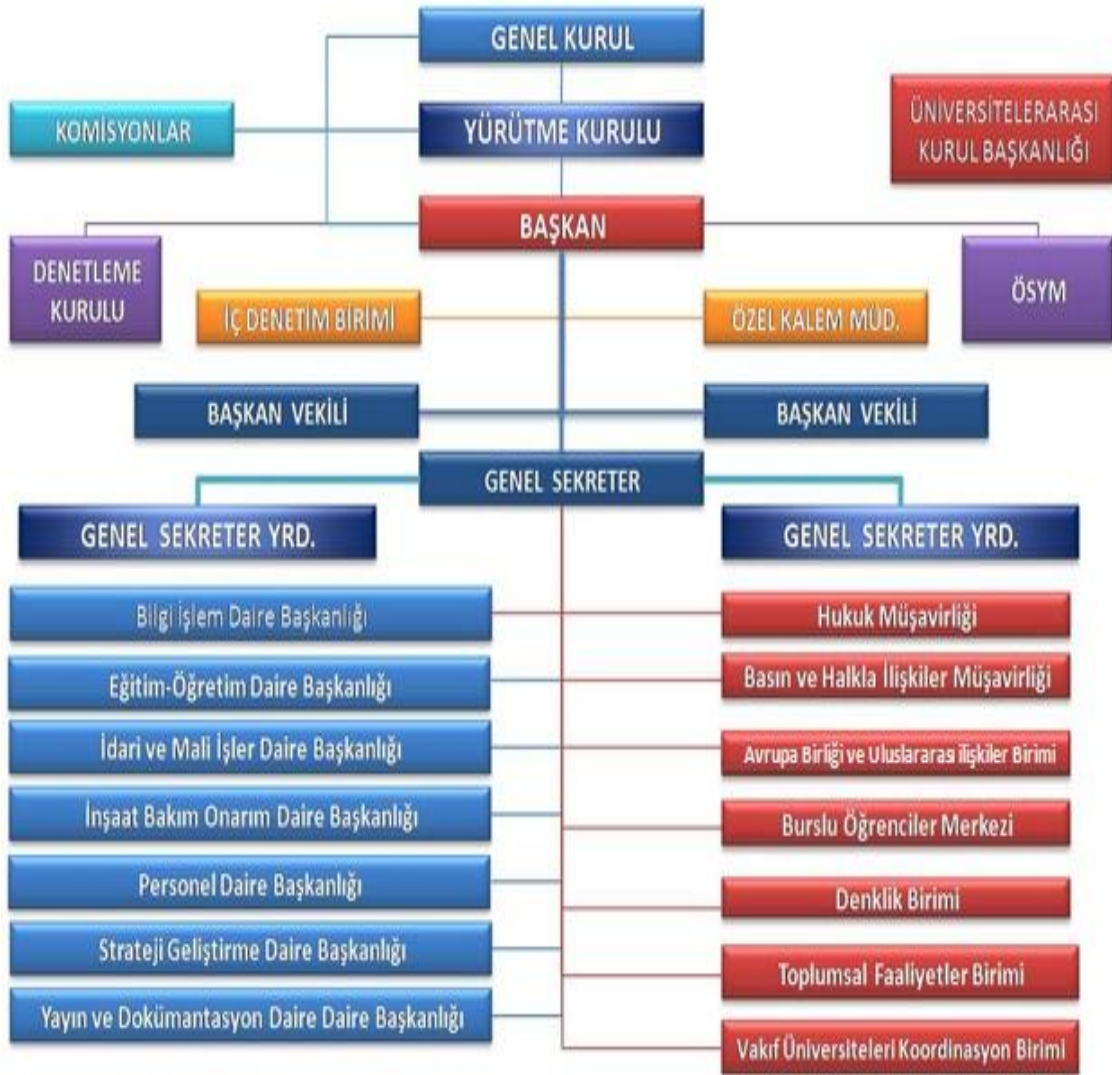 GENEL KURUL
KOMİSYONLAR
YÜRÜTME KURULU
ÜNİVERSİTELERARASI
KURUL BAŞKANLIĞI
BAŞKAN
DENETLEME
KURULU
ÖSYM
İÇ DENETİM BİRİMİ
ÖZEL KALEM MÜD.
BAŞKAN VEKİLİ
BAŞKAN VEKİLİ
GENEL SEKRETER
GENEL SEKRETER YRD.
GENEL SEKRETER YRD.
Bilgi İşlem Daire Başkanlığı
Hukuk Müşavirliği
Eğitim-Öğretim Daire Başkanlığı
Basın ve Halkla İlişkiler Müşavirliği
İdari ve Mali İşler Daire Başkanlığı
Avrupa Birliği ve Uluslararası ilişkiler Birimi
İnşaat Bakım Onarım Daire Başkanlığı
Burslu Öğrenciler Merkezi
Personel Daire Başkanlığı
Denklik Birimi
Strateji Geliştirme Daire Başkanlığı
Toplumsal Faaliyetler Birimi
Yayın ve Dokümantasyon Daire Daire Başkanlığı
Vakıf Üniversiteleri Koordinasyon Birimi